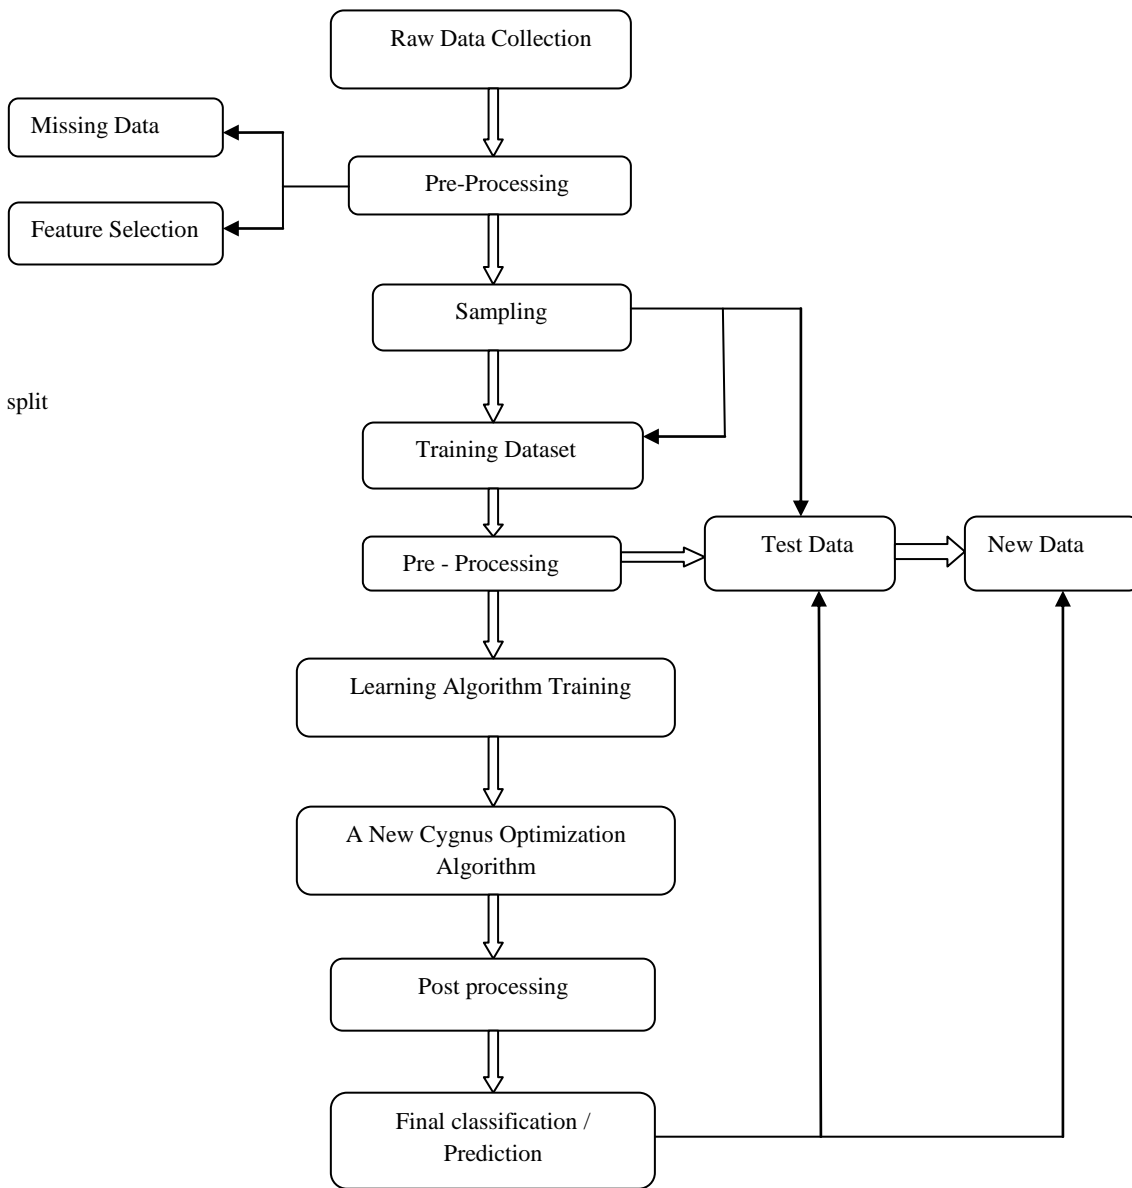 Raw Data Collection
Missing Data
Pre-Processing
Feature Selection
Sampling
split
Training Dataset
Pre - Processing
Test Data
New Data
Learning Algorithm Training
A New Cygnus Optimization
Algorithm
Post processing
Final classification /
Prediction